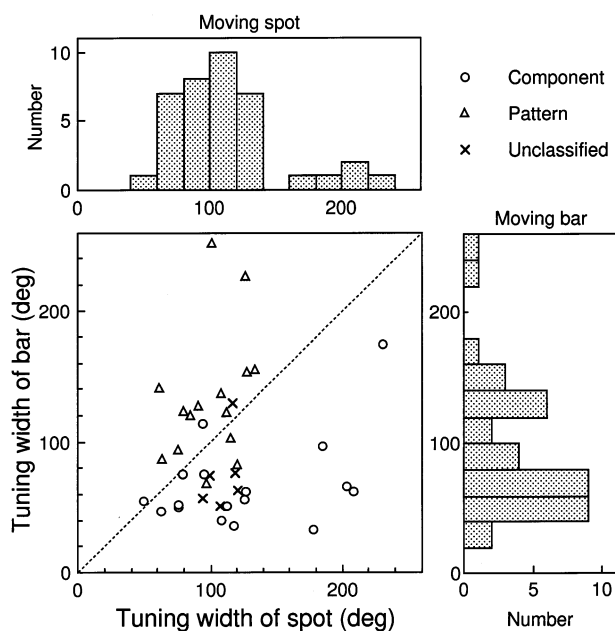 Moving spot
10
5
0
Number
0
100
200
○ Component
△ Pattern
× Unclassified
Tuning width of bar (deg)
200
100
0
0
100
200
Tuning width of spot (deg)
Moving bar
200
100
0
0
5
10
Number